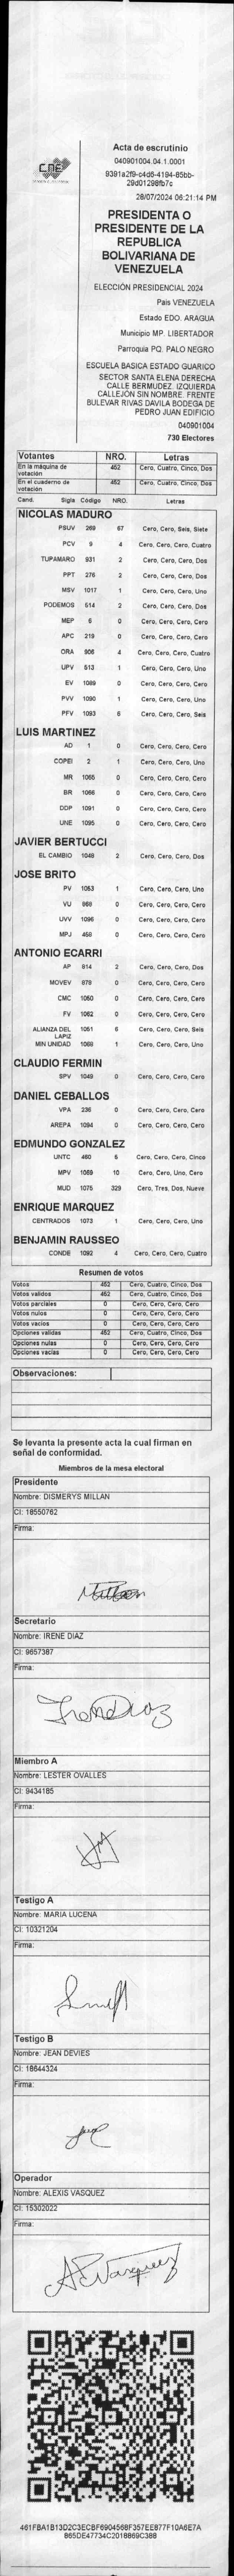 CNE
Acta de escrutinio
040901004.04.1.0001
9391a2f9-c4d6-4194-85bb-
29d01298fb7c
28/07/2024 06:21:14 PM
PRESIDENTA O
PRESIDENTE DE LA
REPUBLICA
BOLIVARIANA DE
VENEZUELA
ELECCIÓN PRESIDENCIAL 2024
Pais VENEZUELA
Estado EDO. ARAGUA
Municipio MP. LIBERTADOR
Parroquia PQ. PALO NEGRO
ESCUELA BASICA ESTADO GUARICO
SECTOR SANTA ELENA DERECHA
CALLE BERMUDEZ. IZQUIERDA
CALLEJÓN SIN NOMBRE. FRENTE
BULEVAR RIVAS DAVILA BODEGA DE
PEDRO JUAN EDIFICIO
040901004
730 Electores
Votantes NRO. Letras
En la máquina de votación 452 Cero, Cuatro, Cinco, Dos
En el cuaderno de votación 452 Cero, Cuatro, Cinco, Dos
Cand. Sigla Código NRO. Letras
NICOLAS MADURO
PSUV 269 67 Cero, Cero, Seis, Siete
PCV 9 4 Cero, Cero, Cero, Cuatro
TUPAMARO 931 2 Cero, Cero, Cero, Dos
PPT 276 2 Cero, Cero, Cero, Dos
MSV 1017 1 Cero, Cero, Cero, Uno
PODEMOS 514 2 Cero, Cero, Cero, Dos
MEP 6 0 Cero, Cero, Cero, Cero
APC 219 0 Cero, Cero, Cero, Cero
ORA 906 4 Cero, Cero, Cero, Cuatro
UPV 513 1 Cero, Cero, Cero, Uno
EV 1089 0 Cero, Cero, Cero, Cero
PVV 1090 1 Cero, Cero, Cero, Uno
PFV 1093 6 Cero, Cero, Cero, Seis
LUIS MARTINEZ
AD 1 0 Cero, Cero, Cero, Cero
COPEI 2 1 Cero, Cero, Cero, Uno
MR 1065 0 Cero, Cero, Cero, Cero
BR 1066 0 Cero, Cero, Cero, Cero
DDP 1091 0 Cero, Cero, Cero, Cero
UNE 1095 0 Cero, Cero, Cero, Cero
JAVIER BERTUCCI
EL CAMBIO 1048 2 Cero, Cero, Cero, Dos
JOSE BRITO
PV 1053 1 Cero, Cero, Cero, Uno
VU 868 0 Cero, Cero, Cero, Cero
UVV 1096 0 Cero, Cero, Cero, Cero
MPJ 458 0 Cero, Cero, Cero, Cero
ANTONIO ECARRI
AP 814 2 Cero, Cero, Cero, Dos
MOVEV 878 0 Cero, Cero, Cero, Cero
CMC 1050 0 Cero, Cero, Cero, Cero
FV 1052 0 Cero, Cero, Cero, Cero
ALIANZA DEL LAPIZ 1051 6 Cero, Cero, Cero, Seis
MIN UNIDAD 1068 1 Cero, Cero, Cero, Uno
CLAUDIO FERMIN
SPV 1049 0 Cero, Cero, Cero, Cero
DANIEL CEBALLOS
VPA 236 0 Cero, Cero, Cero, Cero
AREPA 1094 0 Cero, Cero, Cero, Cero
EDMUNDO GONZALEZ
UNTC 460 5 Cero, Cero, Cero, Cinco
MPV 1069 10 Cero, Cero, Uno, Cero
MUD 1075 329 Cero, Tres, Dos, Nueve
ENRIQUE MARQUEZ
CENTRADOS 1073 1 Cero, Cero, Cero, Uno
BENJAMIN RAUSSEO
CONDE 1092 4 Cero, Cero, Cero, Cuatro
Resumen de votos
Votos 452 Cero, Cuatro, Cinco, Dos
Votos validos 452 Cero, Cuatro, Cinco, Dos
Votos parciales 0 Cero, Cero, Cero, Cero
Votos nulos 0 Cero, Cero, Cero, Cero
Votos vacios 0 Cero, Cero, Cero, Cero
Opciones validas 452 Cero, Cuatro, Cinco, Dos
Opciones nulas 0 Cero, Cero, Cero, Cero
Opciones vacias 0 Cero, Cero, Cero, Cero
Observaciones:
Se levanta la presente acta la cual firman en
señal de conformidad.
Miembros de la mesa electoral
Presidente
Nombre: DISMERYS MILLAN
CI: 18550762
Firma:
Secretario
Nombre: IRENE DIAZ
CI: 9657387
Firma:
Irene Diaz
Miembro A
Nombre: LESTER OVALLES
CI: 9434185
Firma:
Testigo A
Nombre: MARIA LUCENA
CI: 10321204
Firma:
Testigo B
Nombre: JEAN DEVIES
CI: 18644324
Firma:
Operador
Nombre: ALEXIS VASQUEZ
CI: 15302022
Firma:
461FBA1B13D2C3ECBF6904568F357EE877F10A6E7A
865DE47734C2018869C388